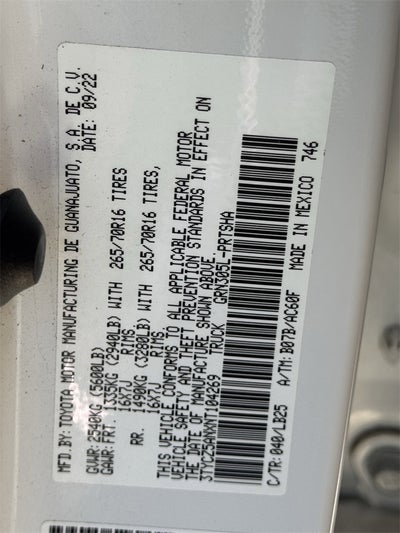 MFD. BY: TOYOTA MOTOR MANUFACTURING DE GUANAJUATO, S.A. DE C.V.
DATE: 09/22
GVWR: 2540KG (5600LB)
GAWR: FRT. 1335KG (2940LB) WITH 265/70R16 TIRES
16X7J RIMS,
RR. 1490KG (3280LB) WITH 265/70R16 TIRES,
16X7J RIMS.
THIS VEHICLE CONFORMS TO ALL APPLICABLE FEDERAL MOTOR
VEHICLE SAFETY AND THEFT PREVENTION STANDARDS IN EFFECT ON
THE DATE OF MANUFACTURE SHOWN ABOVE.
3TYCZ5ANXNT104269 TRUCK GRN305L-PRTSHA
C/TR: 040/LB25 A/TM: B07B/AC60F MADE IN MEXICO 746